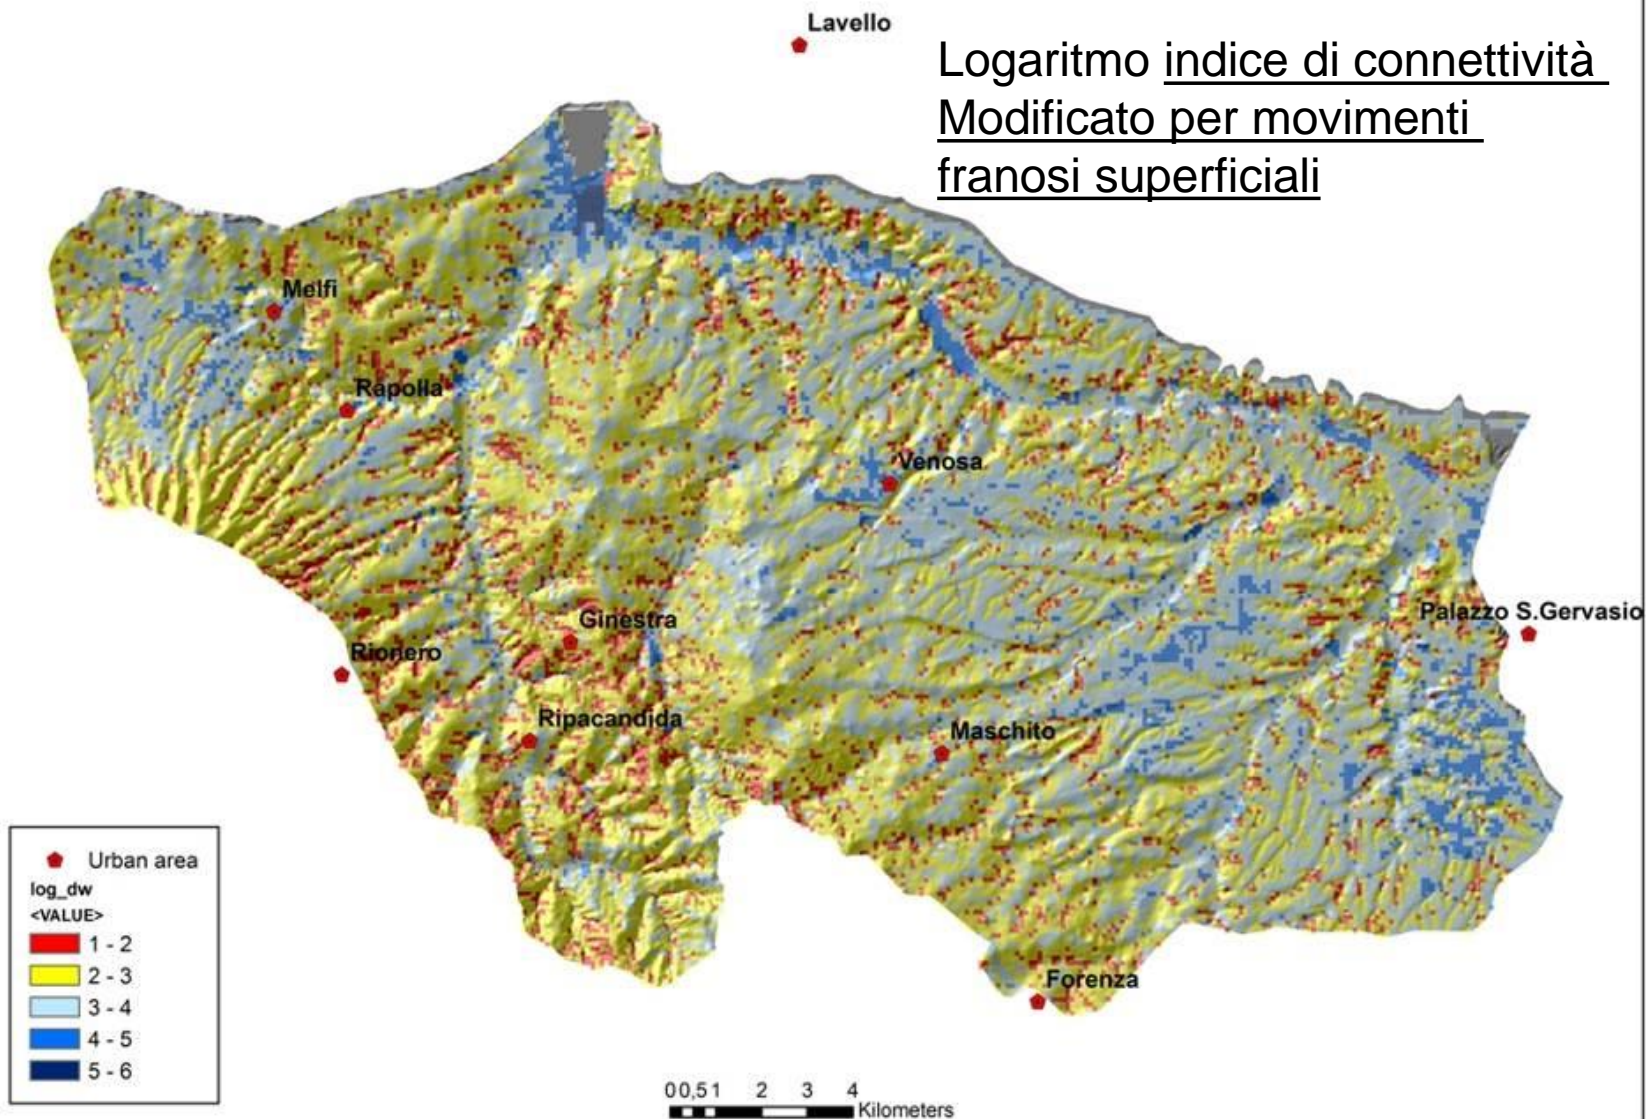 Lavello
Logaritmo indice di connettività
Modificato per movimenti
franosi superficiali
Melfi
Rapolla
Venosa
Palazzo S.Gervasio
Ginestra
Rionero
Ripacandida
Maschito
Forenza
Urban area
log_dw
<VALUE>
1 - 2
2 - 3
3 - 4
4 - 5
5 - 6
0 0,5 1 2 3 4
Kilometers